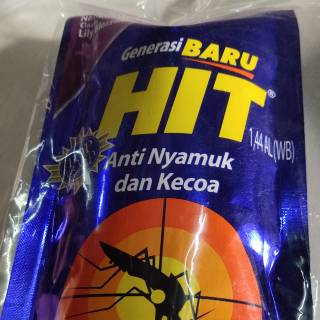 Generasi BARU
HIT®
1,44 AL(WB)
Anti Nyamuk
dan Kecoa